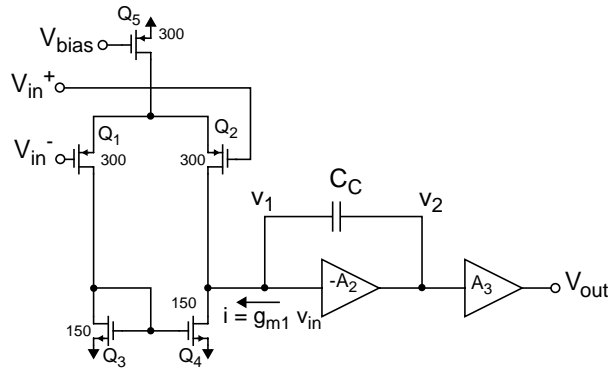 Q5
300
Vbias
Vin+
Q1
Q2
Vin-
300
300
CC
v1
v2
-A2
A3
Vout
150
150
i = gm1 vin
Q3
Q4